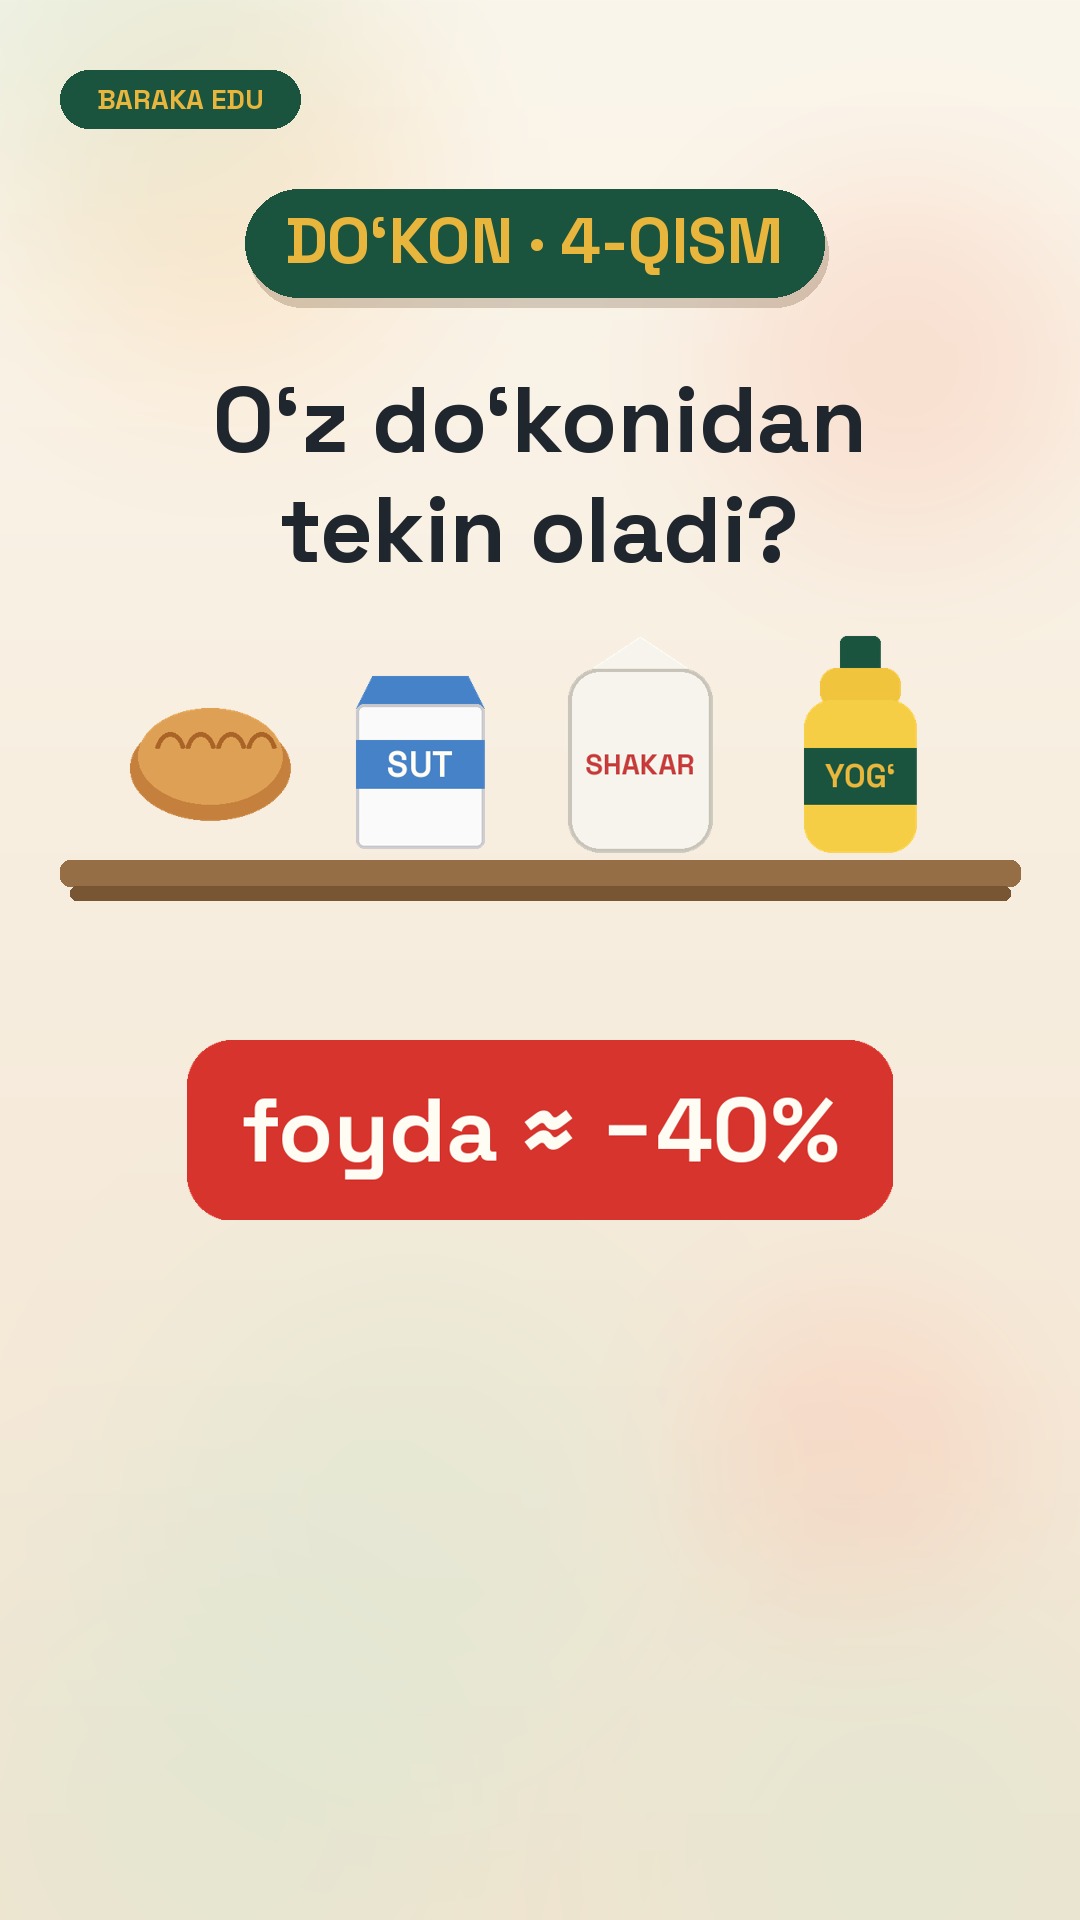 BARAKA EDU
DOʻKON · 4-QISM
Oʻz doʻkonidan
tekin oladi?
SUT
SHAKAR
YOGʻ
foyda ≈ −40%